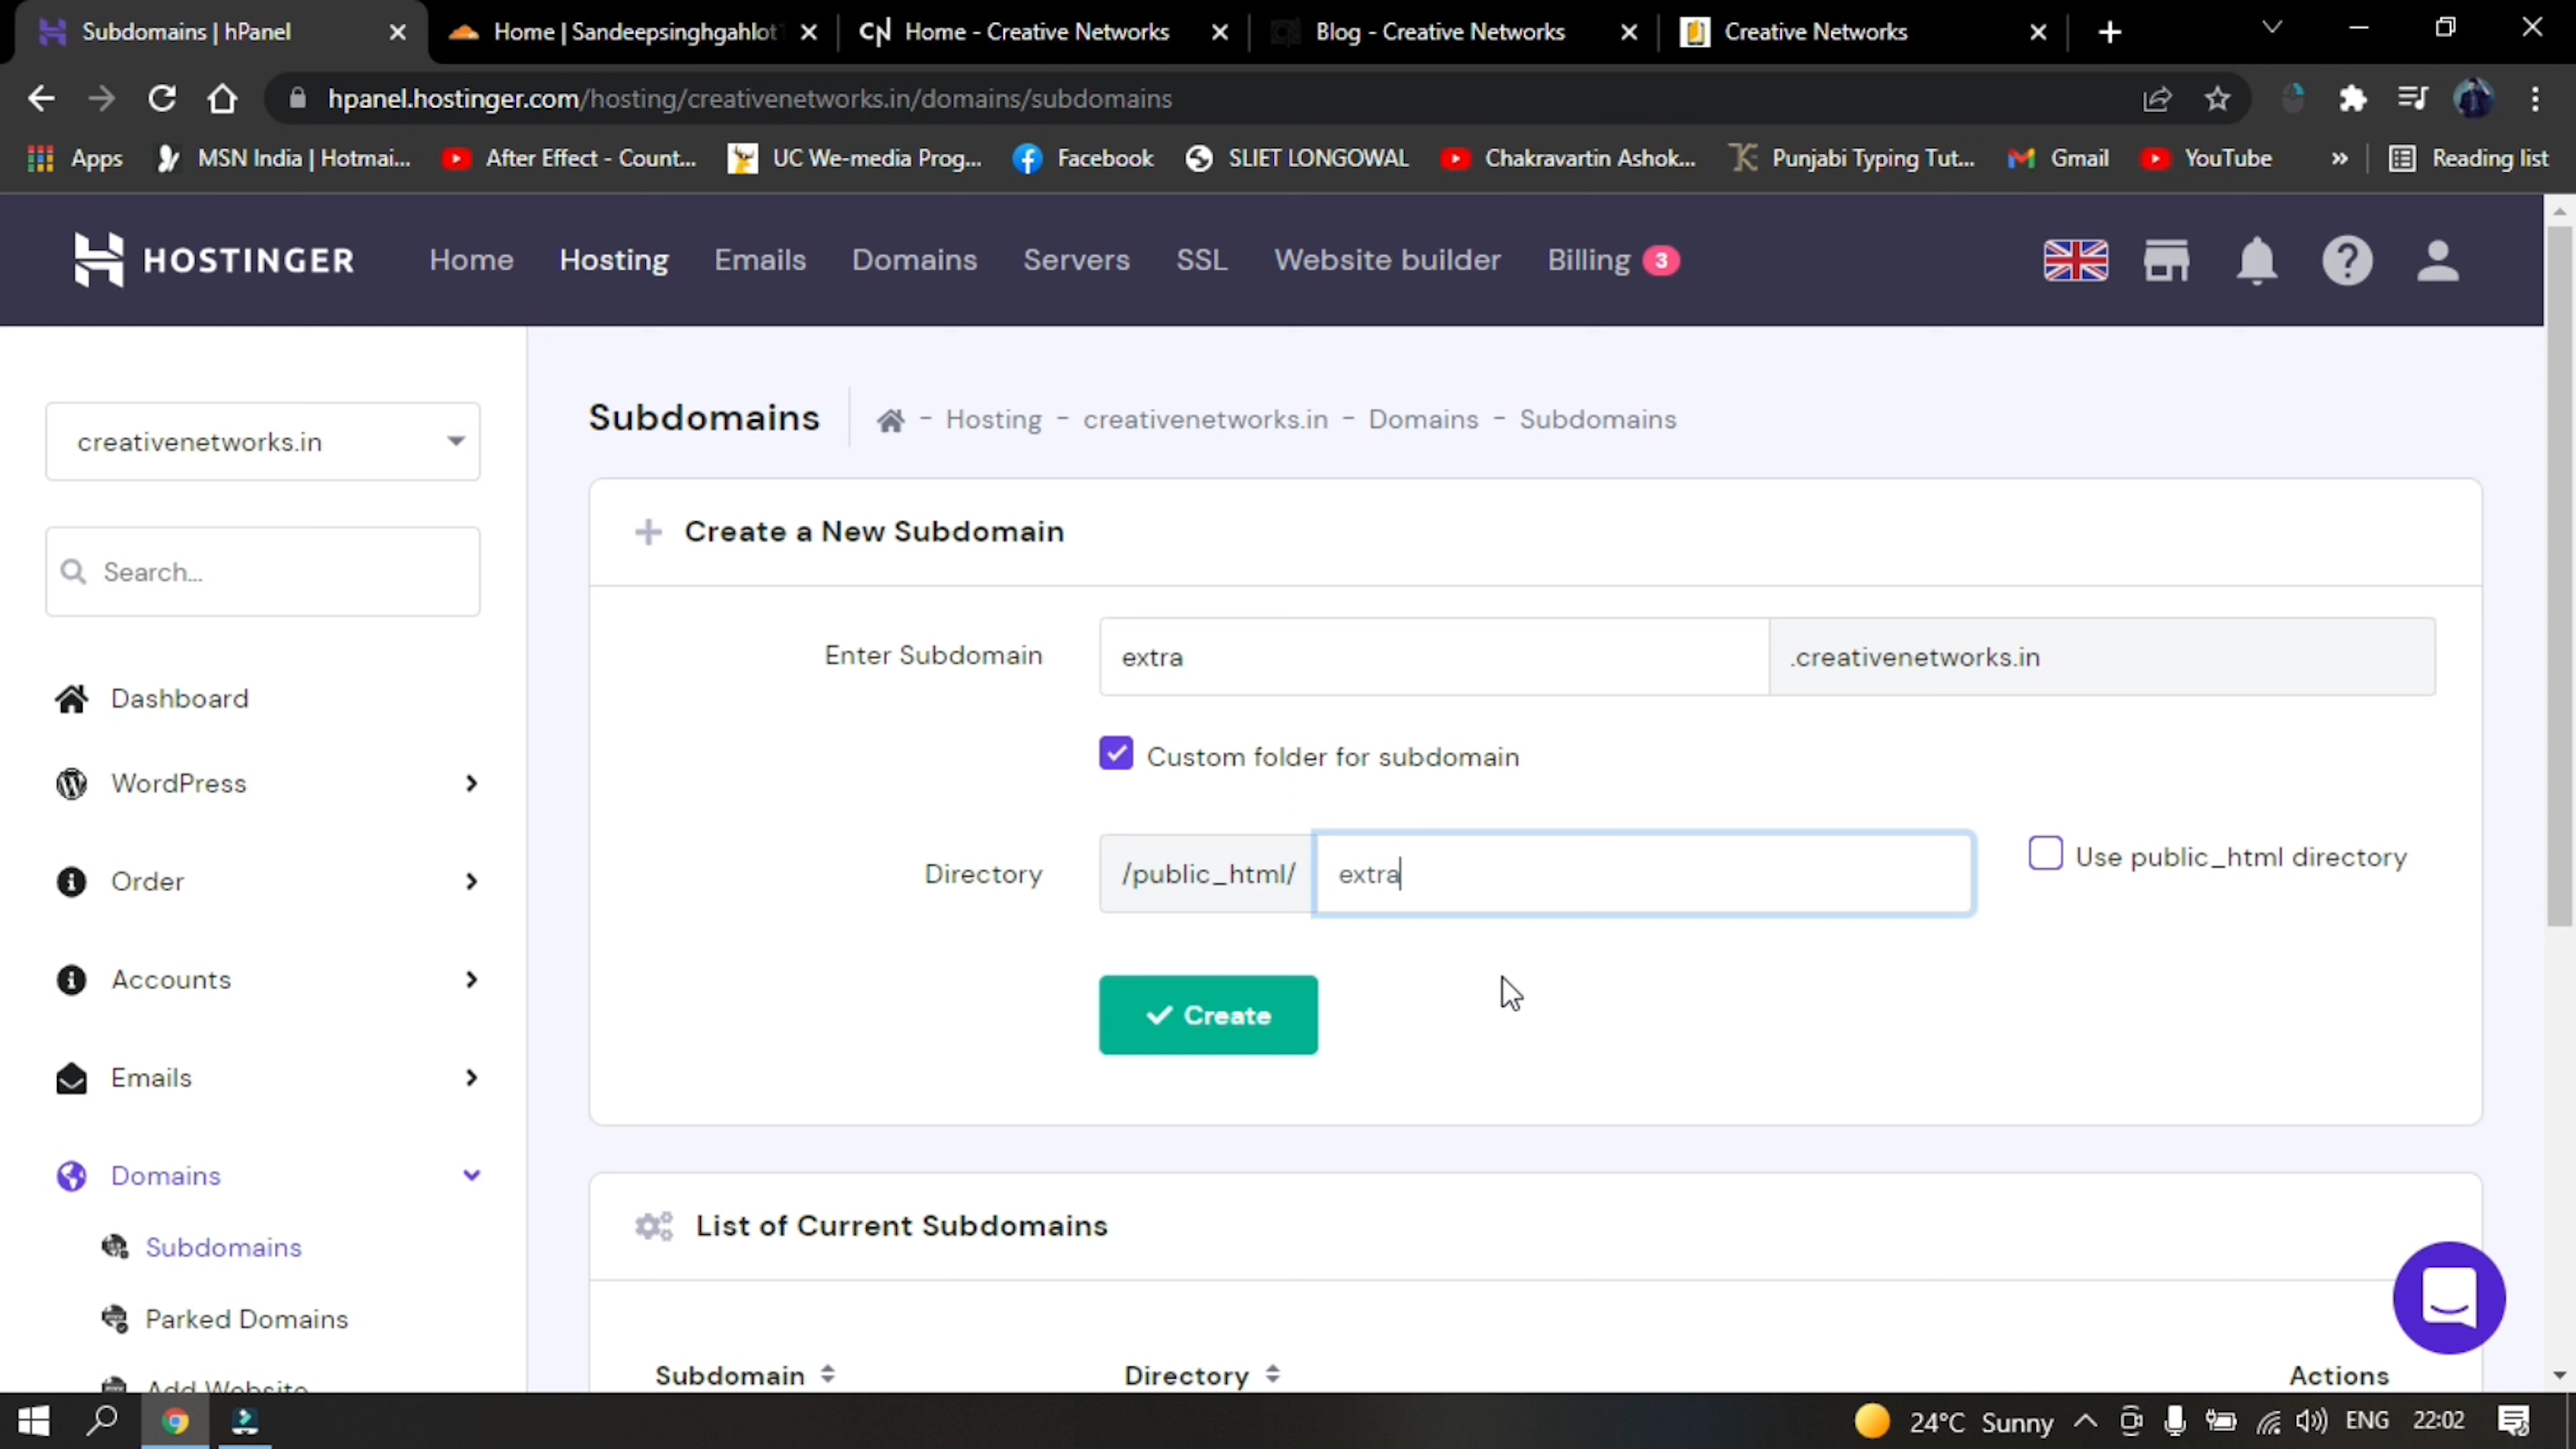 Subdomains | hPanel
Home | Sandeepsinghgahlot
Home - Creative Networks
Blog - Creative Networks
Creative Networks
hpanel.hostinger.com/hosting/creativenetworks.in/domains/subdomains
Apps
MSN India | Hotmai...
After Effect - Count...
UC We-media Prog...
Facebook
SLIET LONGOWAL
Chakravartin Ashok...
Punjabi Typing Tut...
Gmail
YouTube
»
Reading list
HOSTINGER
Home
Hosting
Emails
Domains
Servers
SSL
Website builder
Billing 3
creativenetworks.in
Search...
Dashboard
WordPress
Order
Accounts
Emails
Domains
Subdomains
Parked Domains
Add Website
Subdomains
- Hosting - creativenetworks.in - Domains - Subdomains
Create a New Subdomain
Enter Subdomain
extra
.creativenetworks.in
Custom folder for subdomain
Directory
/public_html/
extra
Use public_html directory
Create
List of Current Subdomains
Subdomain
Directory
Actions
24°C Sunny
ENG
22:02